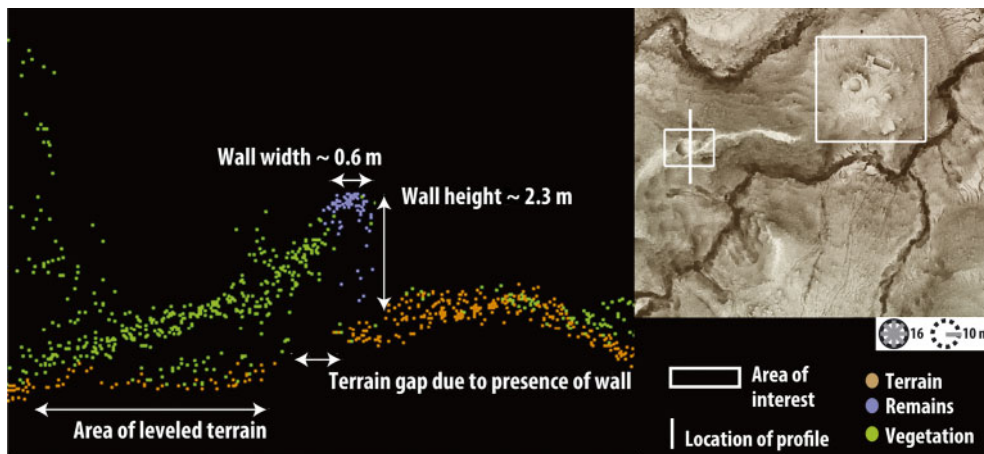 Wall width ~ 0.6 m
Wall height ~ 2.3 m
Terrain gap due to presence of wall
Area of leveled terrain
16
10 m
Area of
interest
Location of profile
Terrain
Remains
Vegetation